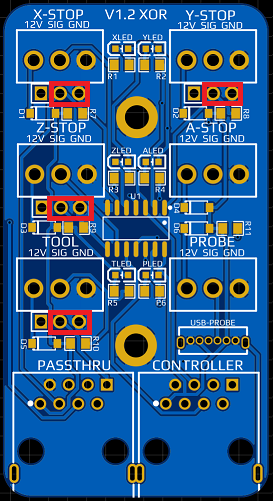 X-STOP V1.2 XOR Y-STOP
12V SIG GND XLED YLED 12V SIG GND
R1 R2
D1 R7 D2 R8
Z-STOP A-STOP
12V SIG GND 12V SIG GND
ZLED ALED
R3 R4
U1
D4
D3 R9 D6 R11
TOOL PROBE
12V SIG GND 12V SIG GND
TLED PLED
R5 R6
USB-PROBE
D5 R10
PASSTHRU CONTROLLER